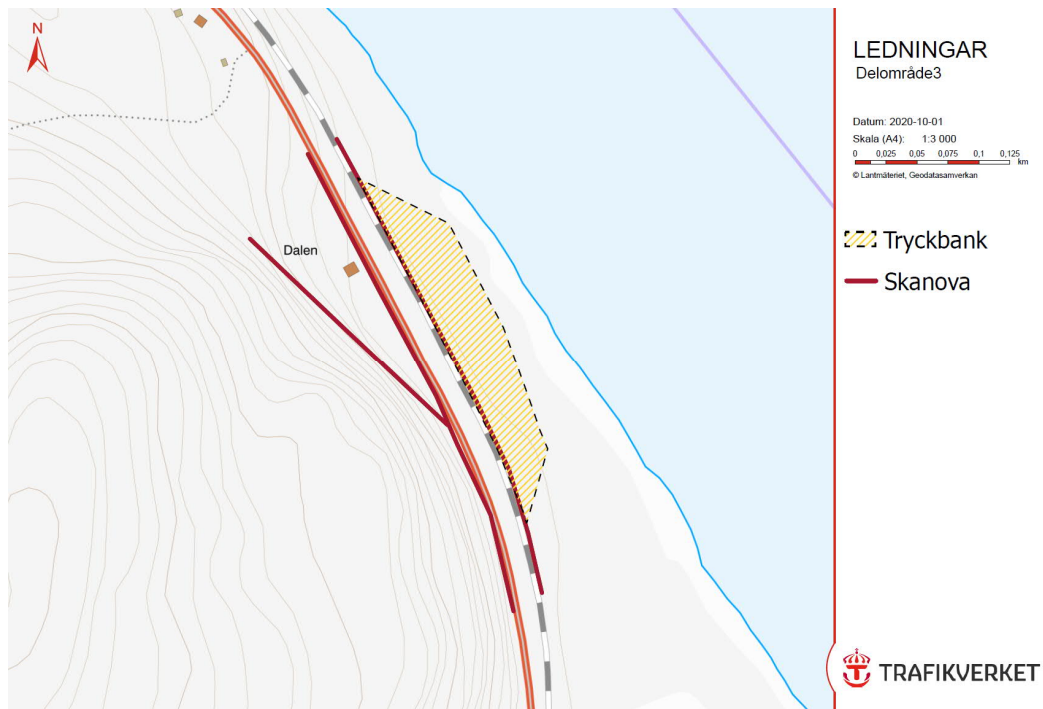 N
Dalen
LEDNINGAR
Delområde3
Datum: 2020-10-01
Skala (A4): 1:3 000
0 0,025 0,05 0,075 0,1 0,125
km
© Lantmäteriet, Geodatasamverkan
Tryckbank
Skanova
TRAFIKVERKET